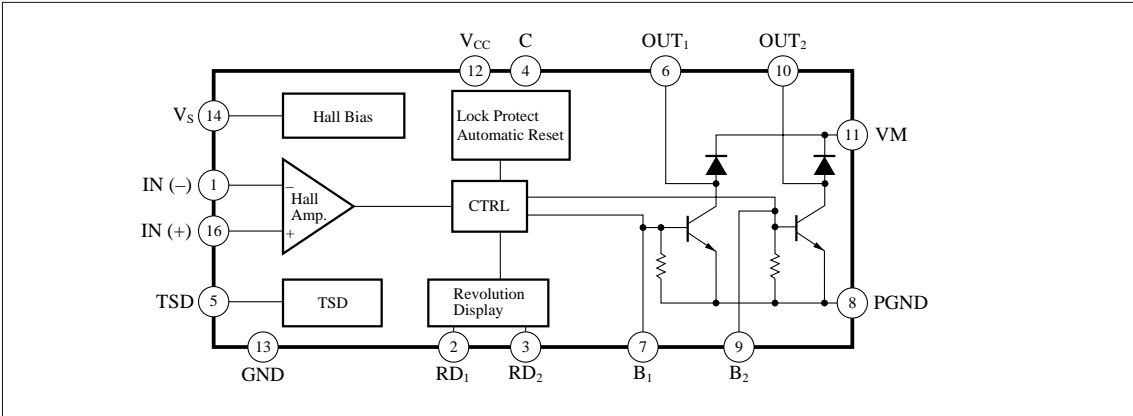 V_CC C OUT₁ OUT₂
12 4 6 10
V_S 14 Hall Bias
Lock Protect
Automatic Reset
11 VM
IN (–) 1 –
Hall
Amp.
CTRL
IN (+) 16 +
TSD 5 TSD
Revolution
Display
8 PGND
13 2 3 7 9
GND RD₁ RD₂ B₁ B₂